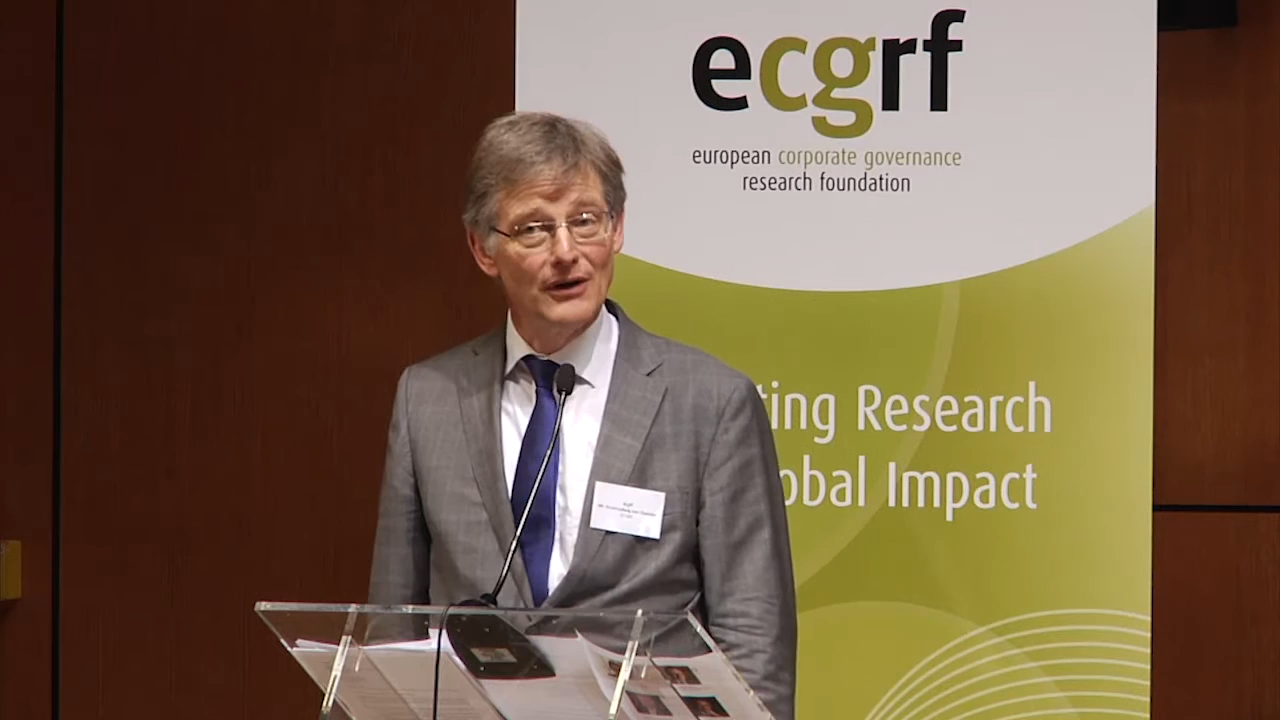 ecgrf
european corporate governance
research foundation
ting Research
obal Impact